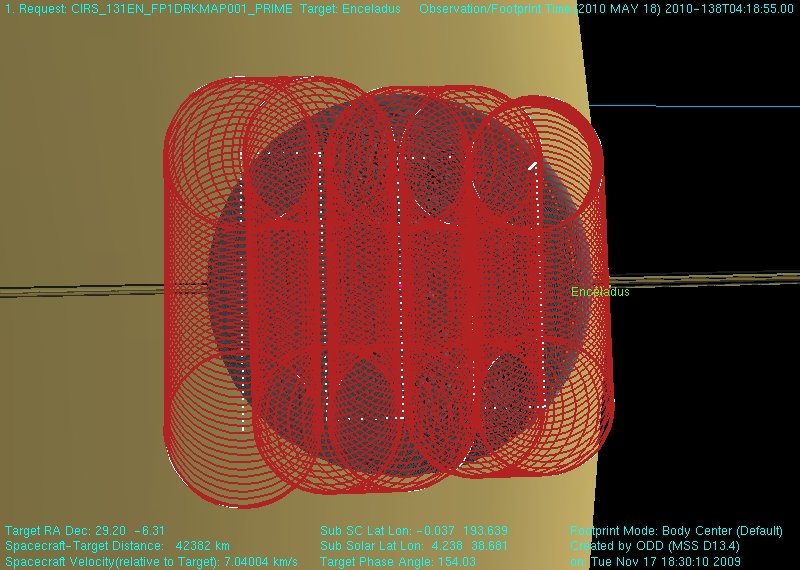 1. Request: CIRS_131EN_FP1DRKMAP001_PRIME Target: Enceladus Observation/Footprint Time: (2010 MAY 18) 2010-138T04:18:55.00
Enceladus
Target RA Dec: 29.20 -6.31 Sub SC Lat Lon: -0.037 193.639 Footprint Mode: Body Center (Default)
Spacecraft-Target Distance: 42382 km Sub Solar Lat Lon: 4.238 38.681 Created by ODD (MSS D13.4)
Spacecraft Velocity(relative to Target): 7.04004 km/s Target Phase Angle: 154.03 on Tue Nov 17 18:30:10 2009